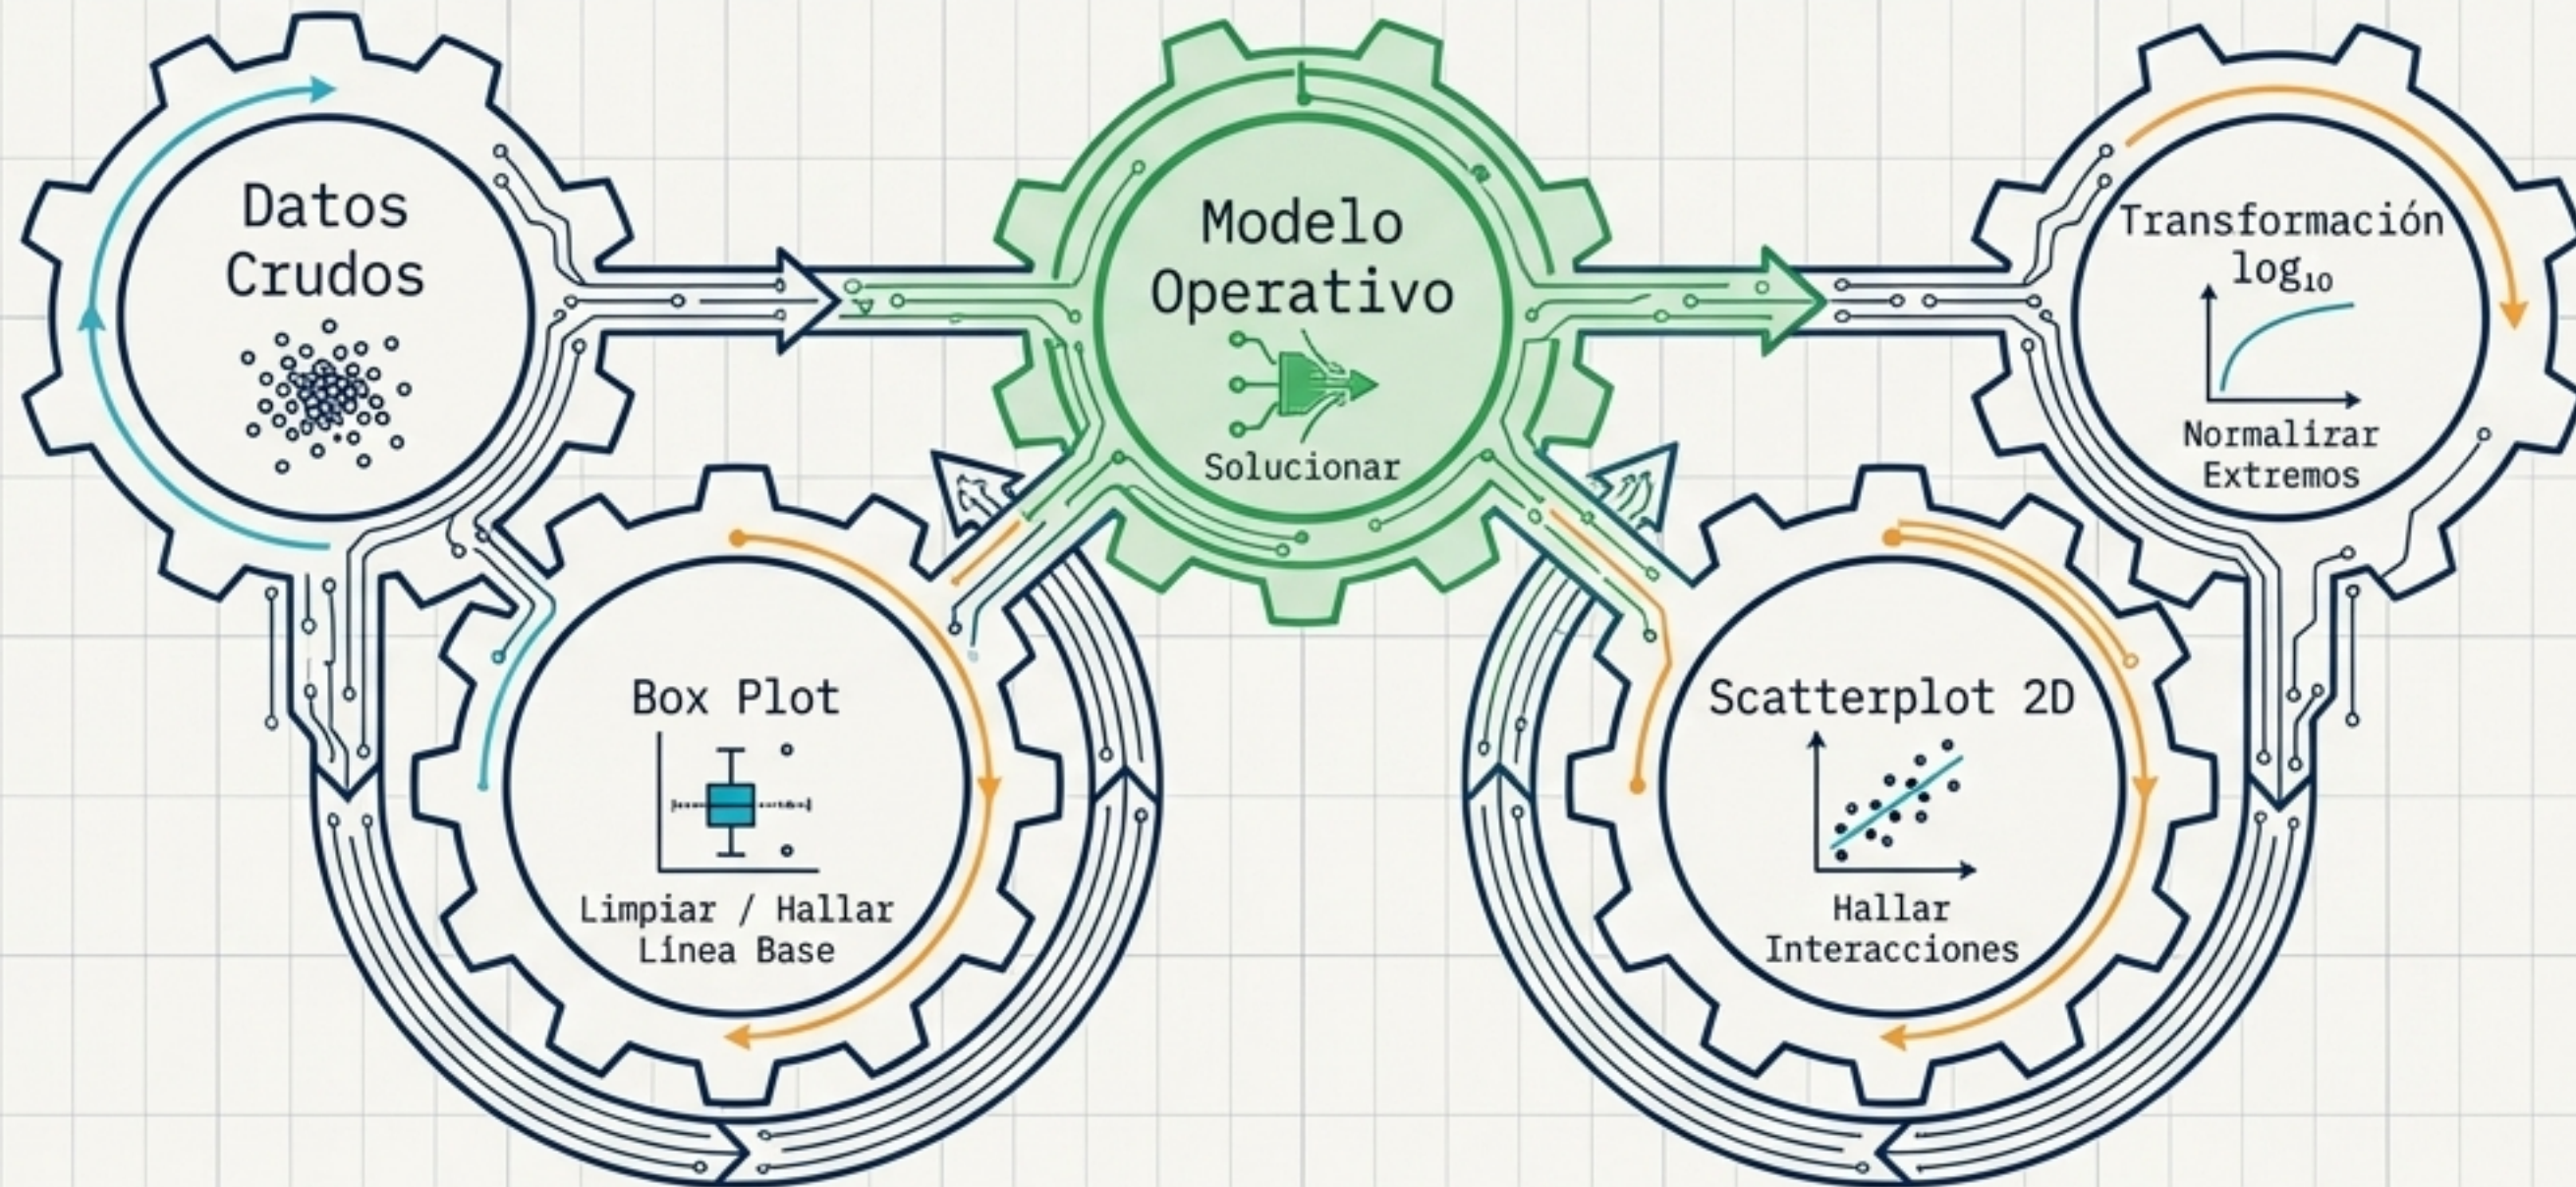 Datos
Crudos
Modelo
Operativo
Solucionar
Transformación
log₁₀
Normalirar
Extremos
Box Plot
Limpiar / Hallar
Línea Base
Scatterplot 2D
Hallar
Interacciones